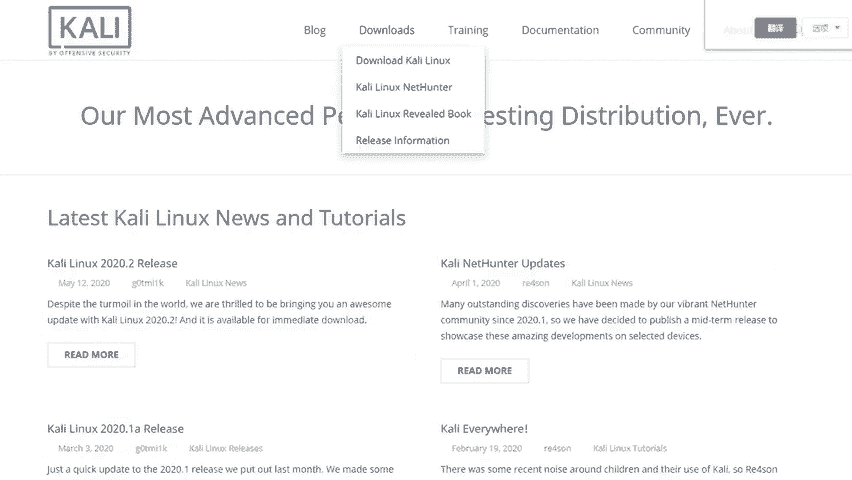 KALI
BY OFFENSIVE SECURITY
Blog Downloads Training Documentation Community About
翻译 选项
Download Kali Linux
Kali Linux NetHunter
Kali Linux Revealed Book
Release Information
Our Most Advanced Pe esting Distribution, Ever.
Latest Kali Linux News and Tutorials
Kali Linux 2020.2 Release
May 12, 2020 g0tmi1k Kali Linux News
Despite the turmoil in the world, we are thrilled to be bringing you an awesome
update with Kali Linux 2020.2! And it is available for immediate download.
READ MORE
Kali NetHunter Updates
April 1, 2020 re4son Kali Linux News
Many outstanding discoveries have been made by our vibrant NetHunter
community since 2020.1, so we have decided to publish a mid-term release to
showcase these amazing developments on selected devices.
READ MORE
Kali Linux 2020.1a Release
March 3, 2020 g0tmi1k Kali Linux Releases
Just a quick update to the 2020.1 release we put out last month. We made some
Kali Everywhere!
February 19, 2020 re4son Kali Linux Tutorials
There was some recent noise around children and their use of Kali, so Re4son